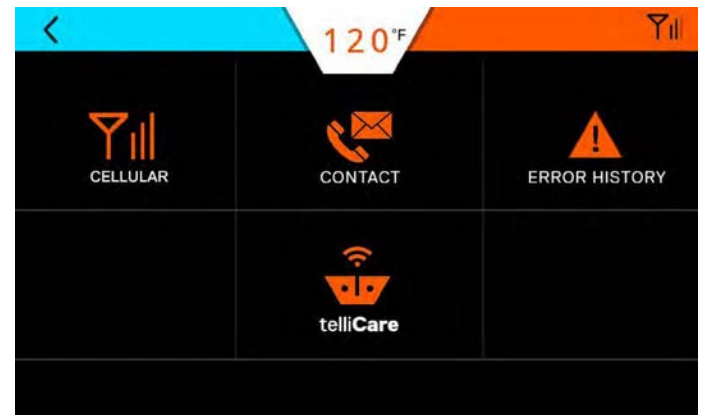 120°F
CELLULAR
CONTACT
ERROR HISTORY
telliCare